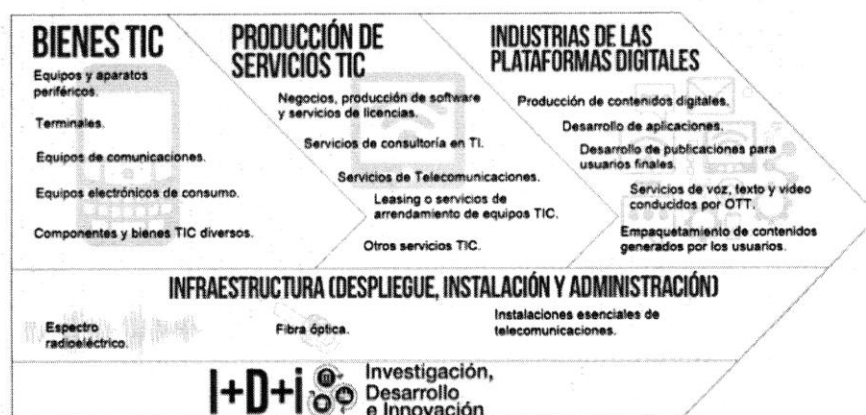 BIENES TIC
Equipos y aparatos
periféricos.
Terminales.
Equipos de comunicaciones.
Equipos electrónicos de consumo.
Componentes y bienes TIC diversos.
PRODUCCIÓN DE
SERVICIOS TIC
Negocios, producción de software
y servicios de licencias.
Servicios de consultoría en TI.
Servicios de Telecomunicaciones.
Leasing o servicios de
arrendamiento de equipos TIC.
Otros servicios TIC.
INDUSTRIAS DE LAS
PLATAFORMAS DIGITALES
Producción de contenidos digitales.
Desarrollo de aplicaciones.
Desarrollo de publicaciones para
usuarios finales.
Servicios de voz, texto y video
conducidos por OTT.
Empaquetamiento de contenidos
generados por los usuarios.
INFRAESTRUCTURA (DESPLIEGUE, INSTALACIÓN Y ADMINISTRACIÓN)
Espectro
radioeléctrico.
Fibra óptica.
Instalaciones esenciales de
telecomunicaciones.
I+D+i
Investigación,
Desarrollo
e Innovación